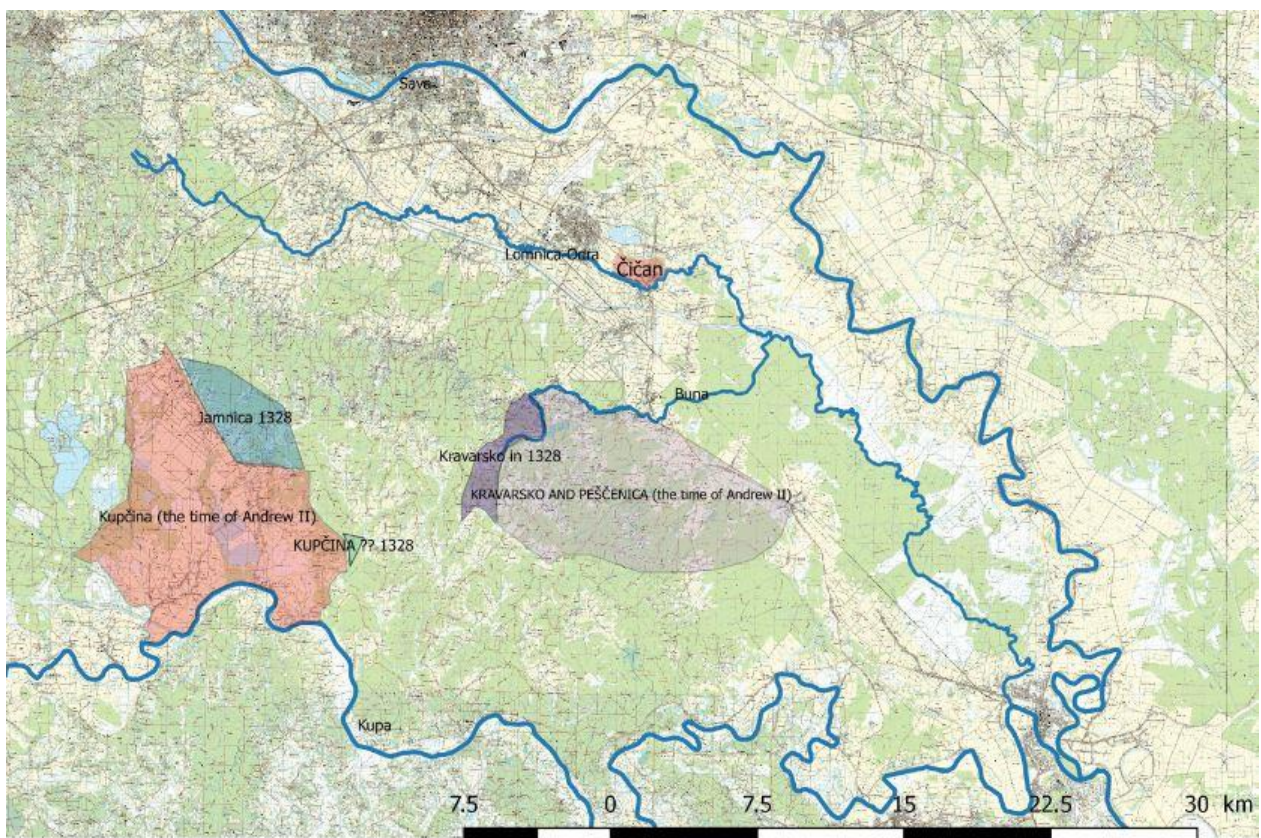 Sava
Lomnica-Odra
Čičan
Jamnica 1328
Buna
Kravarsko in 1328
KRAVARSKO AND PEŠČENICA (the time of Andrew II)
Kupčina (the time of Andrew II)
KUPČINA ?? 1328
Kupa
7.5 0 7.5 15 22.5 30 km